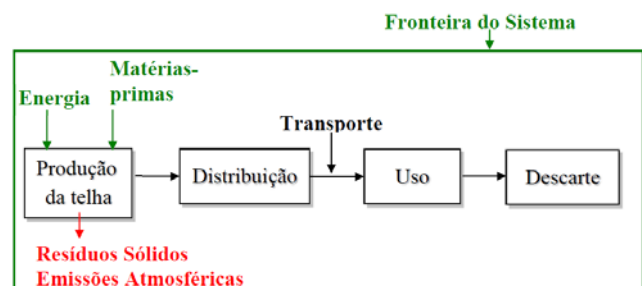 Fronteira do Sistema
Matérias-
primas
Energia
Transporte
Produção
da telha
Distribuição
Uso
Descarte
Resíduos Sólidos
Emissões Atmosféricas